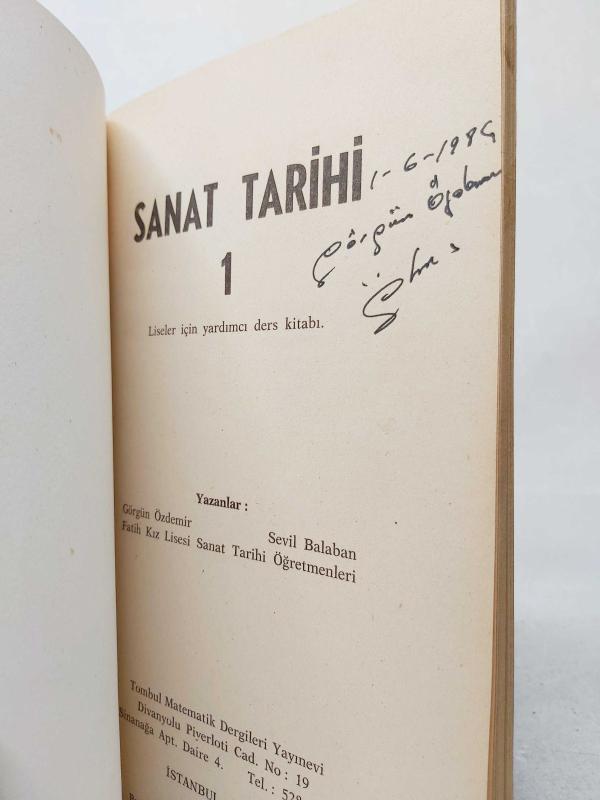 SANAT TARİHİ
1
Liseler için yardımcı ders kitabı.
1-6-1984
Görgün Özdemir
Yazanlar :
Görgün Özdemir Sevil Balaban
Fatih Kız Lisesi Sanat Tarihi Öğretmenleri
Tombul Matematik Dergileri Yayınevi
Divanyolu Piyerloti Cad. No : 19
Sinanağa Apt. Daire 4. Tel. : 528
İSTANBUL